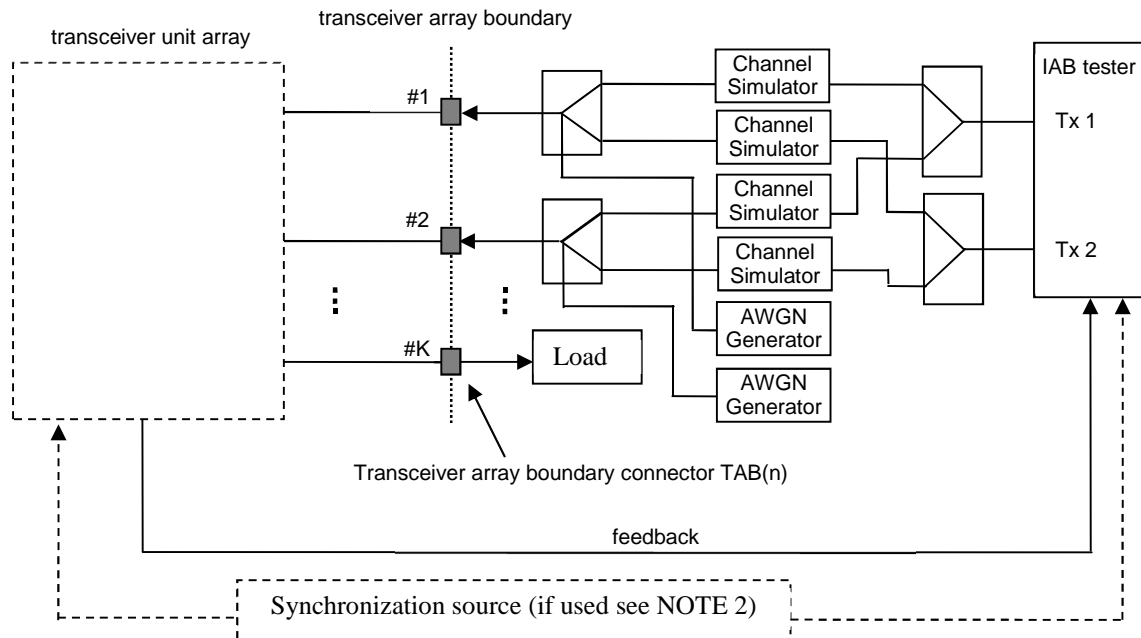 transceiver array boundary
transceiver unit array
Channel
Simulator
IAB tester
#1
Tx 1
Channel
Simulator
Channel
Simulator
#2
Tx 2
Channel
Simulator
AWGN
Generator
#K
Load
AWGN
Generator
Transceiver array boundary connector TAB(n)
feedback
Synchronization source (if used see NOTE 2)